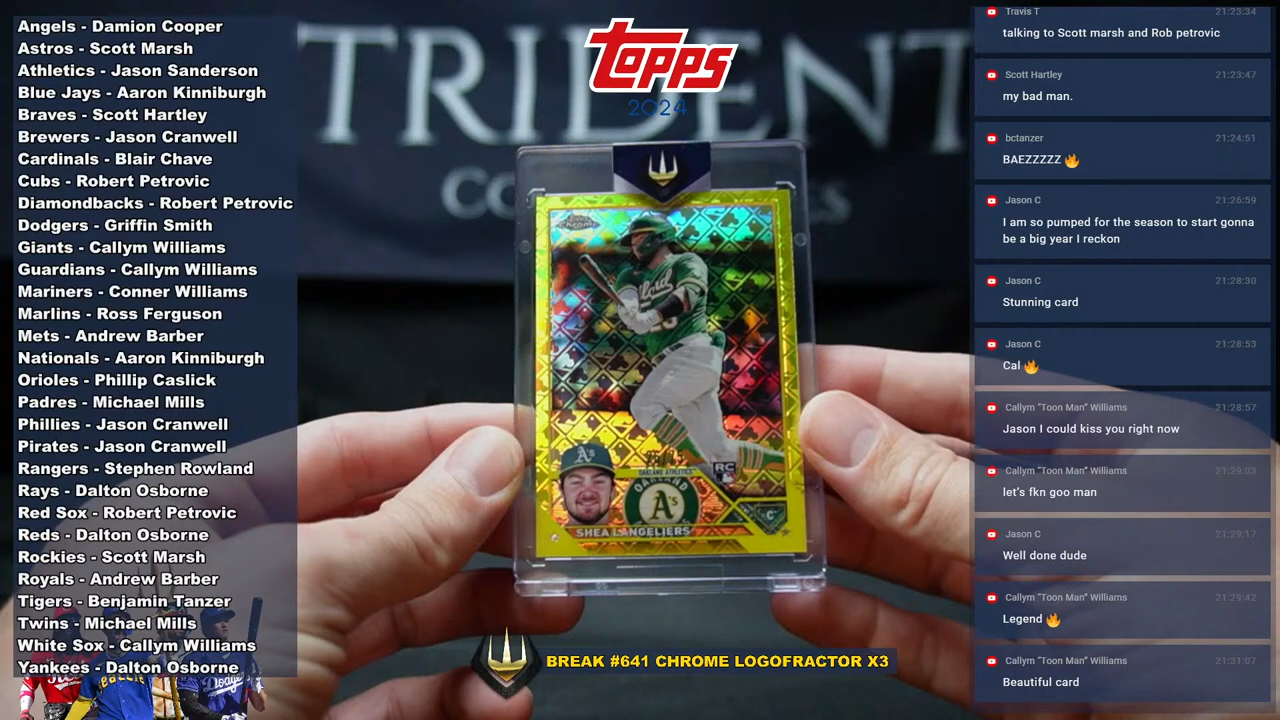 Angels - Damion Cooper
Astros - Scott Marsh
Athletics - Jason Sanderson
Blue Jays - Aaron Kinniburgh
Braves - Scott Hartley
Brewers - Jason Cranwell
Cardinals - Blair Chave
Cubs - Robert Petrovic
Diamondbacks - Robert Petrovic
Dodgers - Griffin Smith
Giants - Callym Williams
Guardians - Callym Williams
Mariners - Conner Williams
Marlins - Ross Ferguson
Mets - Andrew Barber
Nationals - Aaron Kinniburgh
Orioles - Phillip Caslick
Padres - Michael Mills
Phillies - Jason Cranwell
Pirates - Jason Cranwell
Rangers - Stephen Rowland
Rays - Dalton Osborne
Red Sox - Robert Petrovic
Reds - Dalton Osborne
Rockies - Scott Marsh
Royals - Andrew Barber
Tigers - Benjamin Tanzer
Twins - Michael Mills
White Sox - Callym Williams
Yankees - Dalton Osborne
TRIDENT
topps
2024
Chrome
RC
OAKLAND ATHLETICS
OAKLAND
A's
A's
SHEA LANGELIERS
C
BREAK #641 CHROME LOGOFRACTOR X3
Travis T 21:23:34
talking to Scott marsh and Rob petrovic
Scott Hartley 21:23:47
my bad man.
bctanzer 21:24:51
BAEZZZZZ 🔥
Jason C 21:26:59
I am so pumped for the season to start gonna
be a big year I reckon
Jason C 21:28:30
Stunning card
Jason C 21:28:53
Cal 🔥
Callym "Toon Man" Williams 21:28:57
Jason I could kiss you right now
Callym "Toon Man" Williams 21:29:03
let's fkn goo man
Jason C 21:29:17
Well done dude
Callym "Toon Man" Williams 21:29:42
Legend 🔥
Callym "Toon Man" Williams 21:31:07
Beautiful card